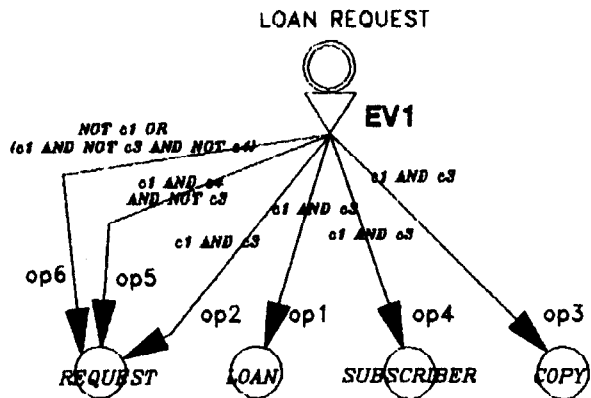 LOAN REQUEST
EV1
NOT c1 OR
(c1 AND NOT c3 AND NOT c4)
c1 AND c4
AND NOT c3
c1 AND c3
c1 AND c3
c1 AND c3
c1 AND c3
op6
op5
op2
op1
op4
op3
REQUEST
LOAN
SUBSCRIBER
COPY